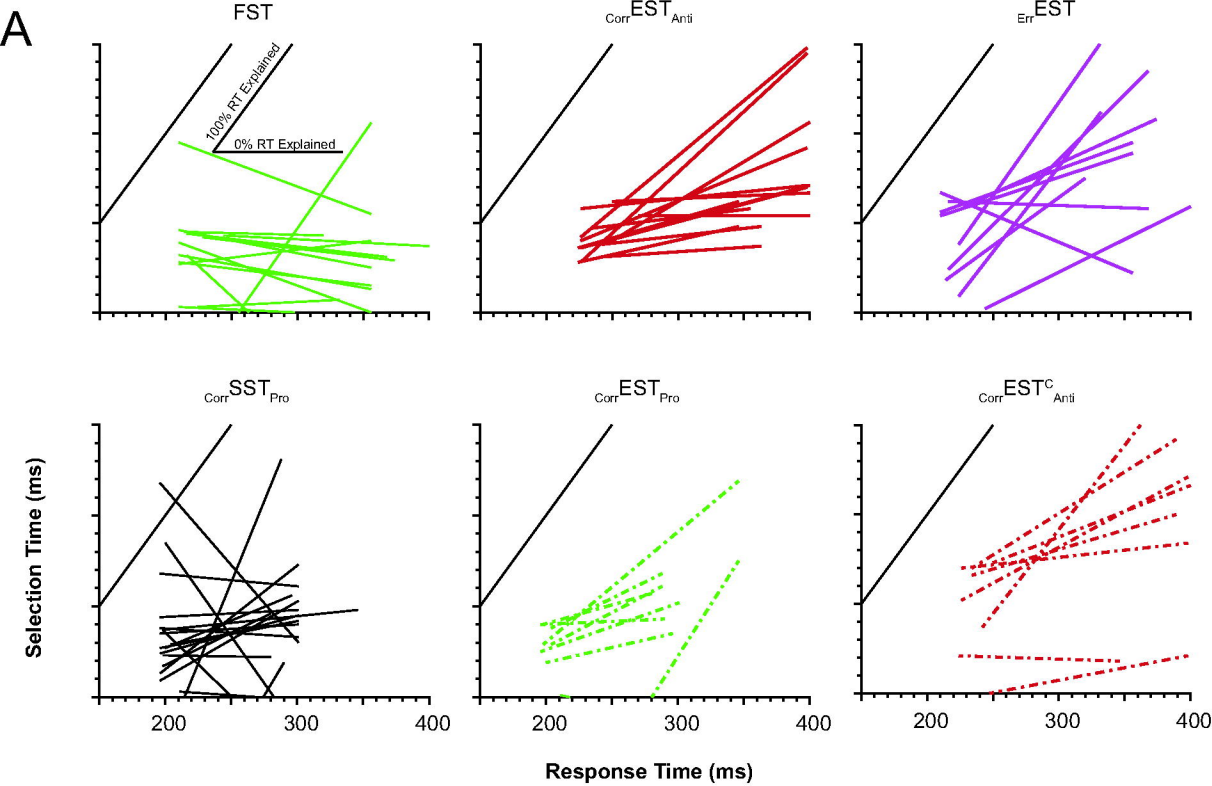 A
FST
CorrESTAnti
ErrEST
100% RT Explained
0% RT Explained
CorrSSTPro
CorrESTPro
CorrESTCAnti
Selection Time (ms)
200 300 400
200 300 400
200 300 400
Response Time (ms)